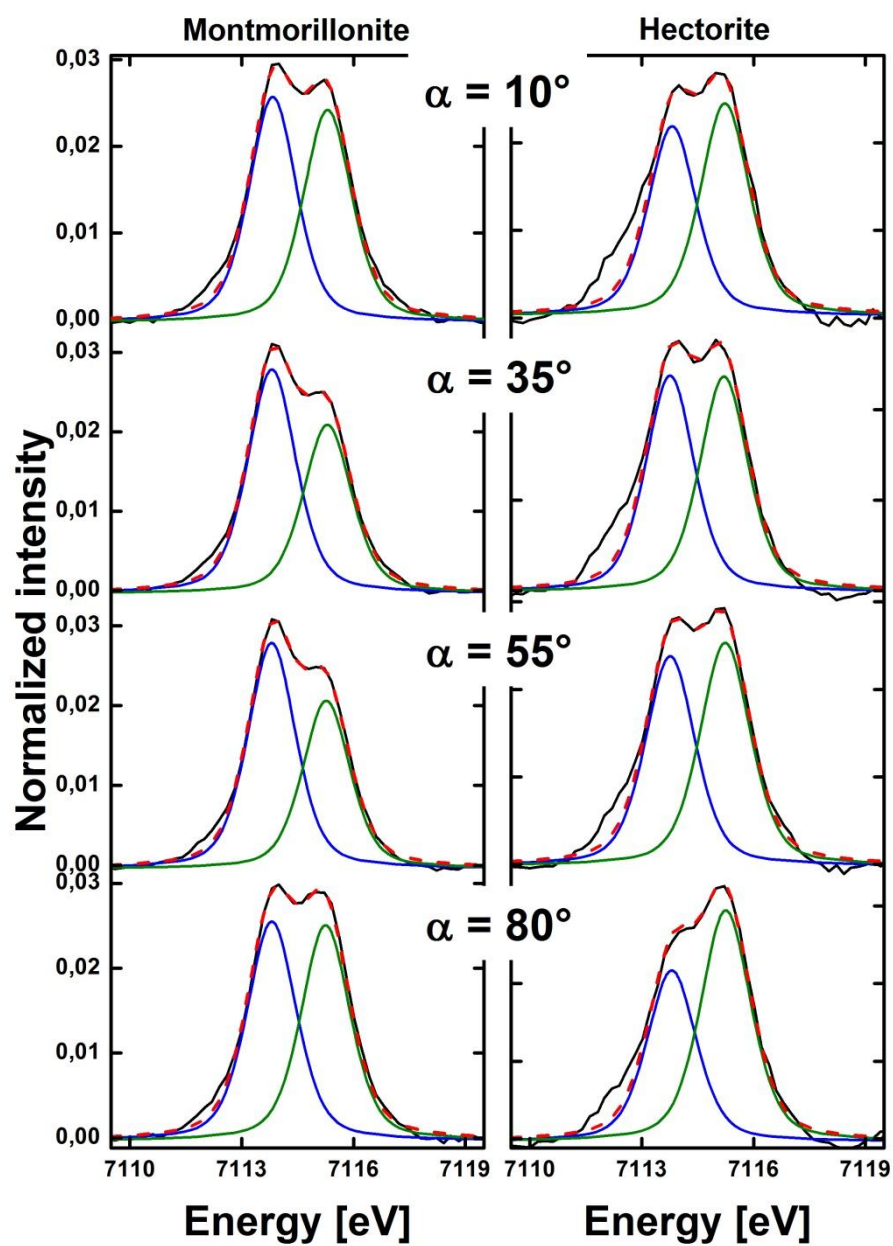 Montmorillonite Hectorite
0,03
α = 10°
0,02
0,01
0,00
0,03
α = 35°
0,02
0,01
0,00
0,03
α = 55°
0,02
0,01
0,00
0,03
α = 80°
0,02
0,01
0,00
Normalized intensity
7110 7113 7116 7119 7110 7113 7116 7119
Energy [eV] Energy [eV]